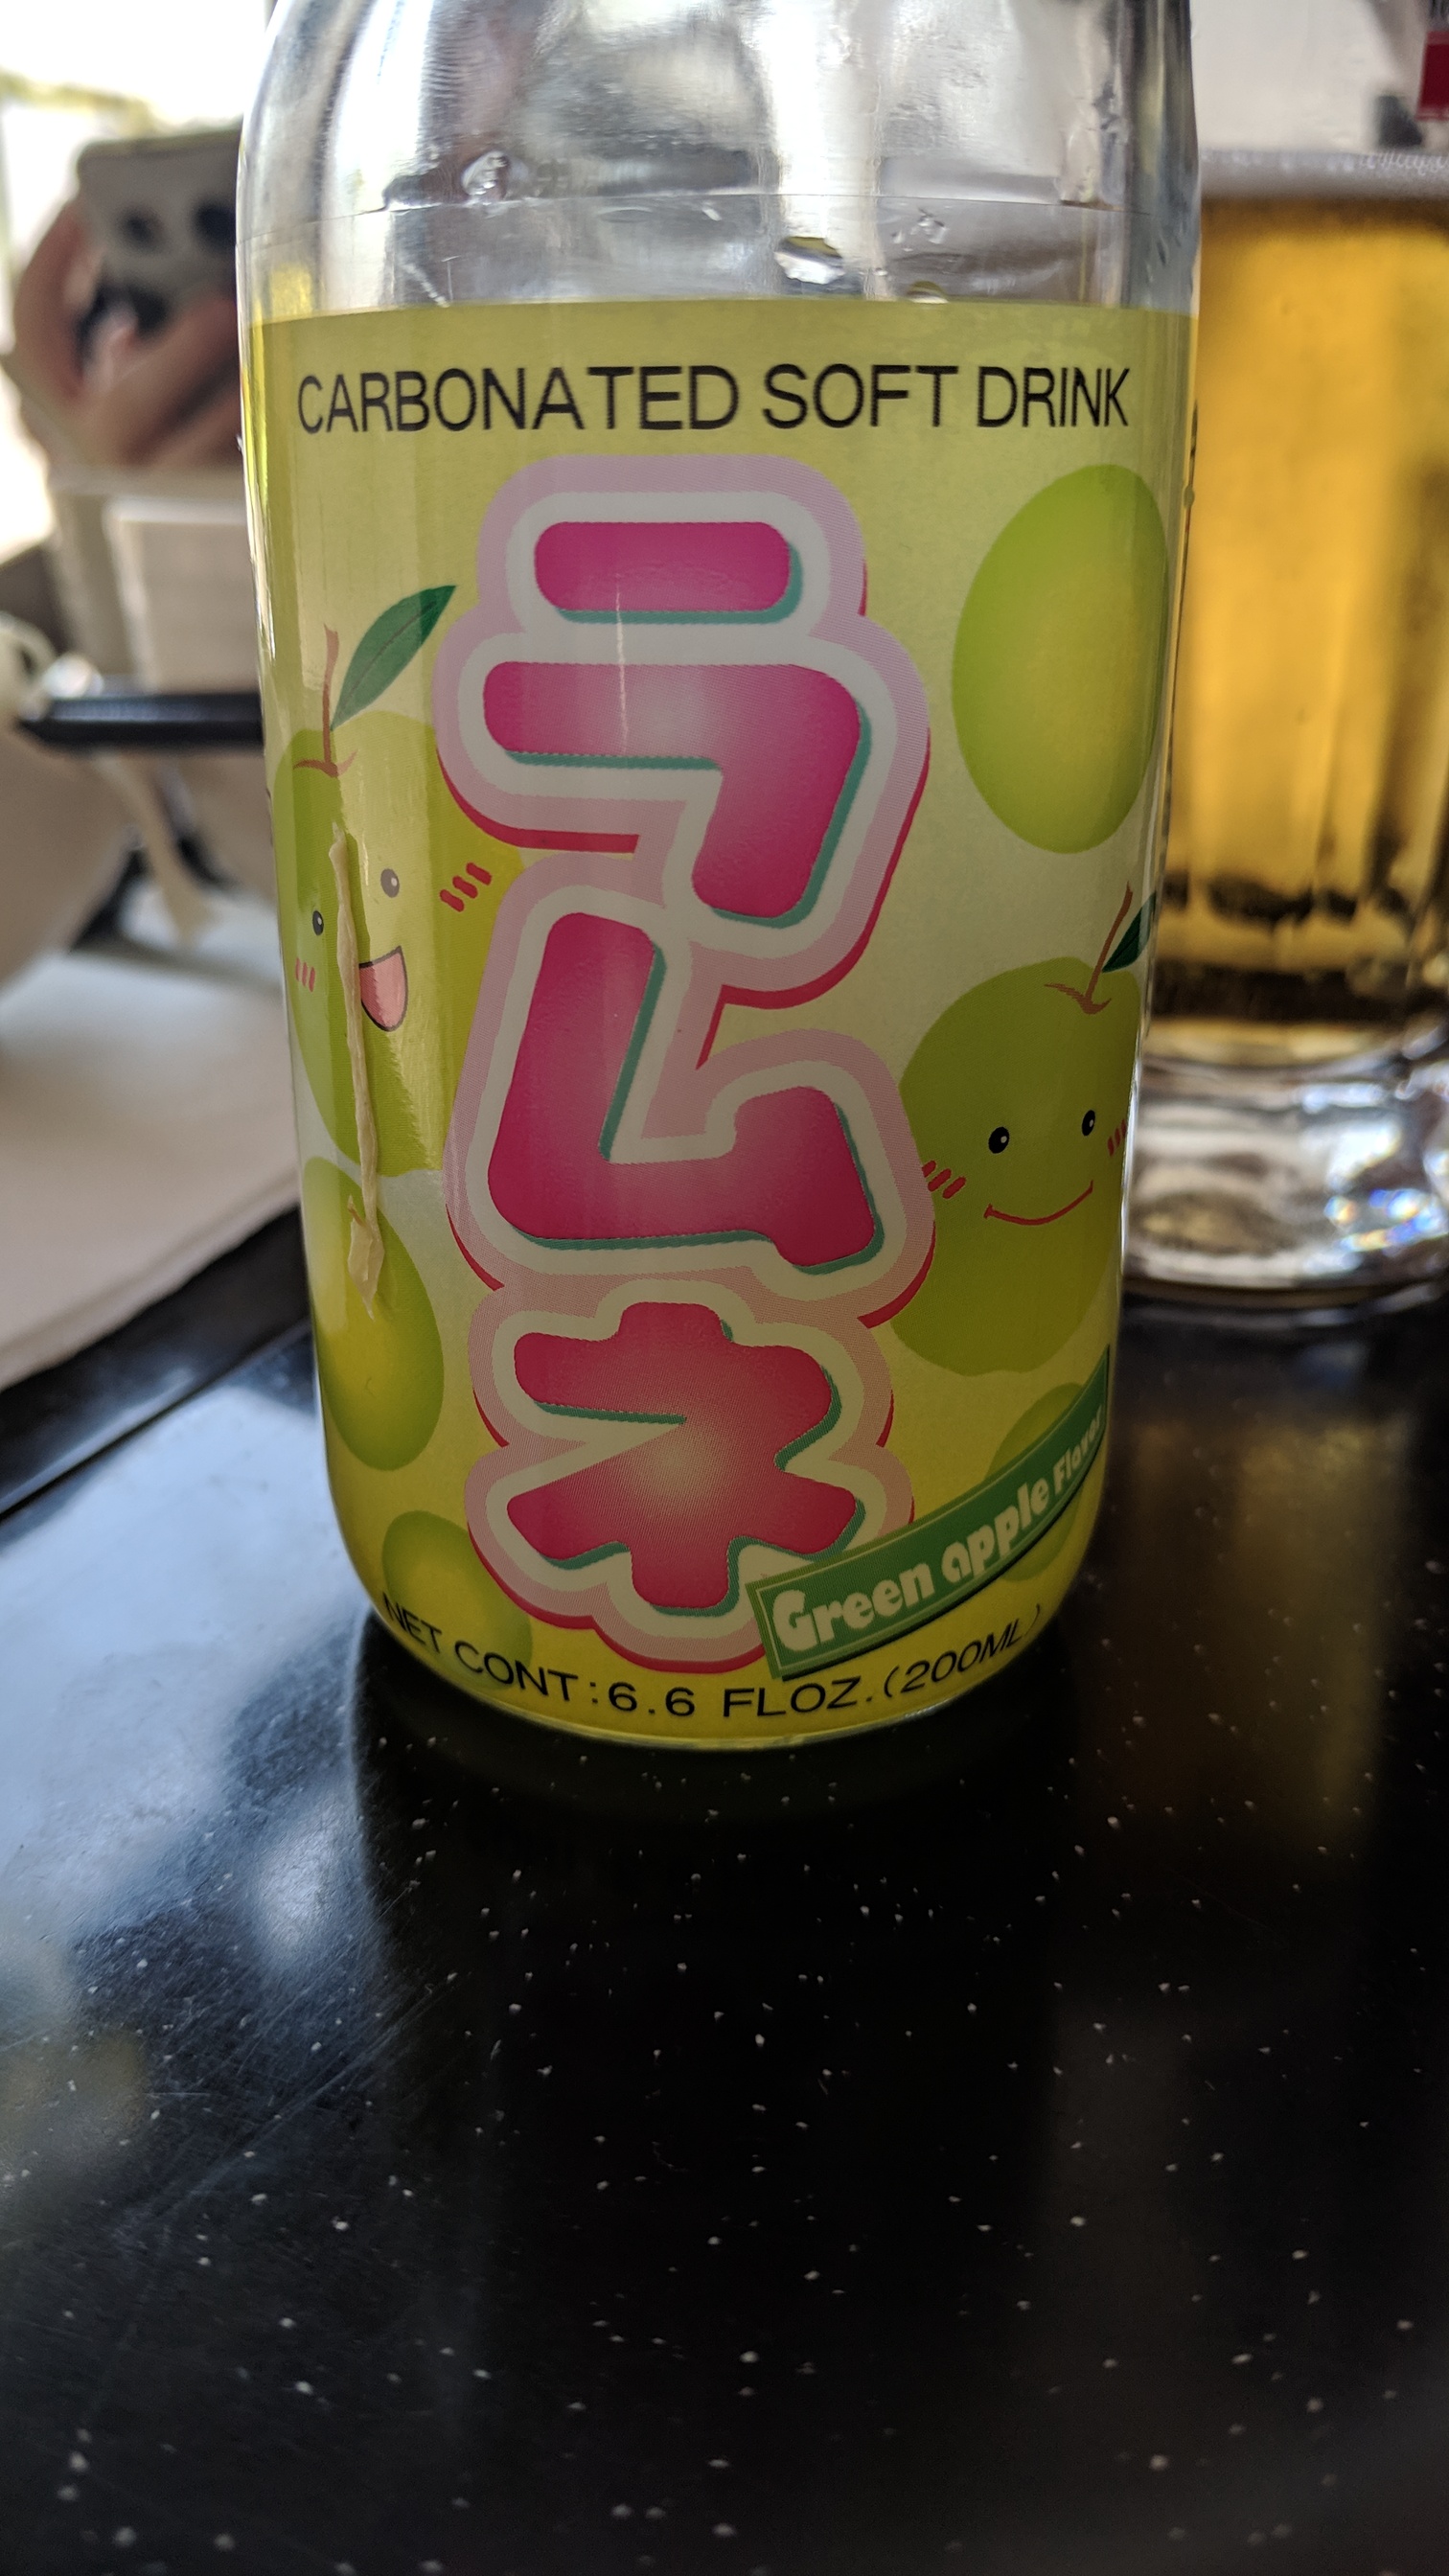 CARBONATED SOFT DRINK
ラムネ
Green apple Flavor
NET CONT:6.6 FLOZ.(200ML)